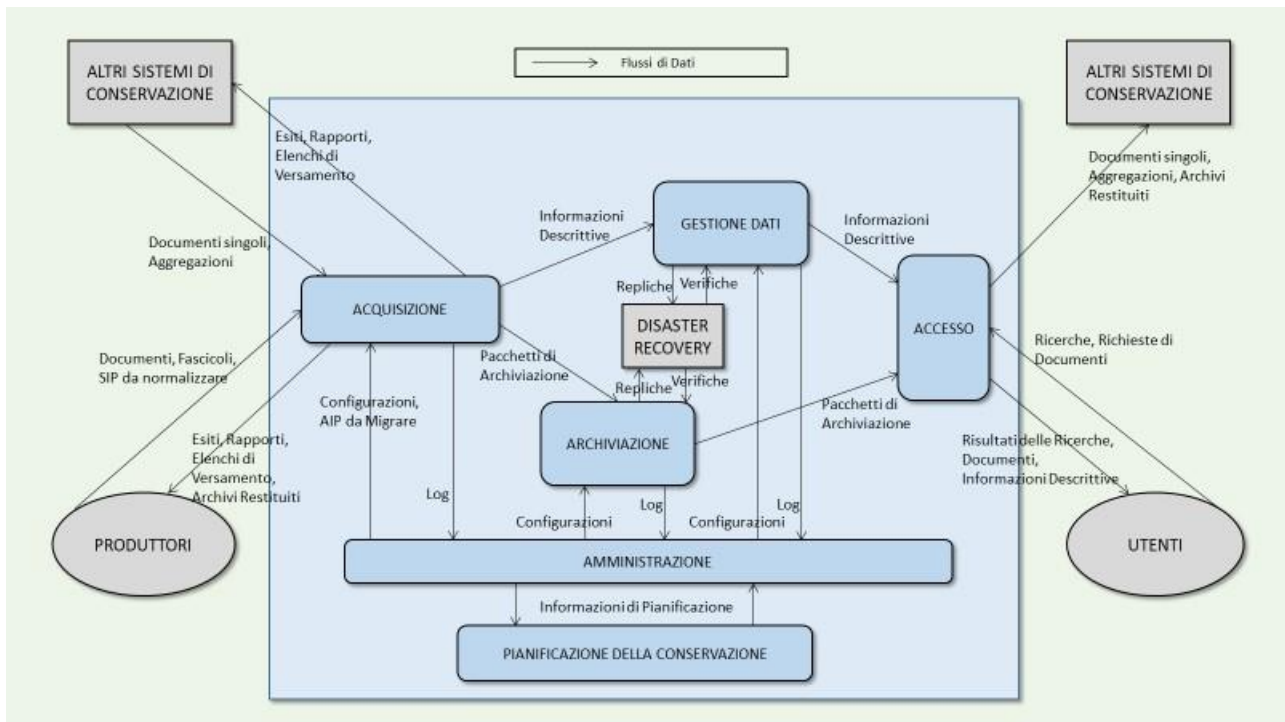 ALTRI SISTEMI DI
CONSERVAZIONE
Flussi di Dati
ALTRI SISTEMI DI
CONSERVAZIONE
Esiti, Rapporti,
Elenchi di
Versamento
Documenti singoli,
Aggregazioni, Archivi
Restituiti
Informazioni
Descrittive
GESTIONE DATI
Informazioni
Descrittive
Documenti singoli,
Aggregazioni
Repliche
Verifiche
ACQUISIZIONE
DISASTER
RECOVERY
ACCESSO
Ricerche, Richieste di
Documenti
Documenti, Fascicoli,
SIP da normalizzare
Pacchetti di
Archiviazione
Repliche
Verifiche
Configurazioni,
AIP da Migrare
Pacchetti di
Archiviazione
Esiti, Rapporti,
Elenchi di
Versamento,
Archivi Restituiti
ARCHIVIAZIONE
Risultati delle Ricerche,
Documenti,
Informazioni Descrittive
Log
Configurazioni
Log
Configurazioni
Log
PRODUTTORI
UTENTI
AMMINISTRAZIONE
Informazioni di Pianificazione
PIANIFICAZIONE DELLA CONSERVAZIONE